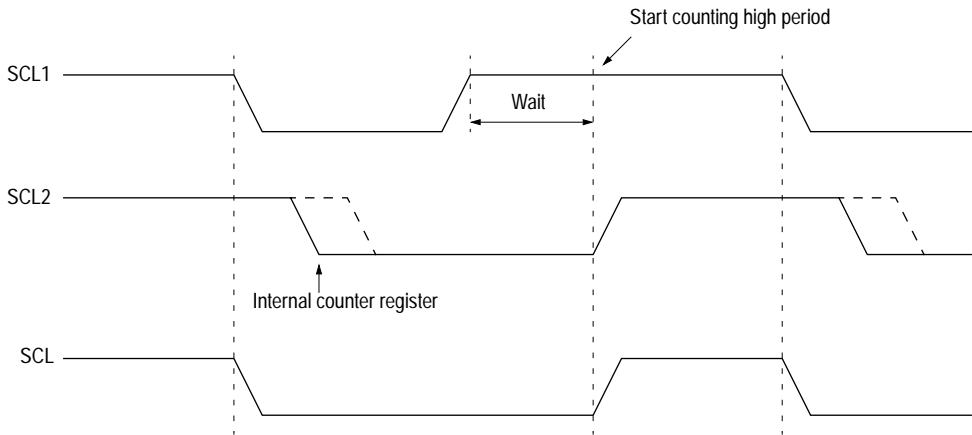 Start counting high period
SCL1
Wait
SCL2
Internal counter register
SCL